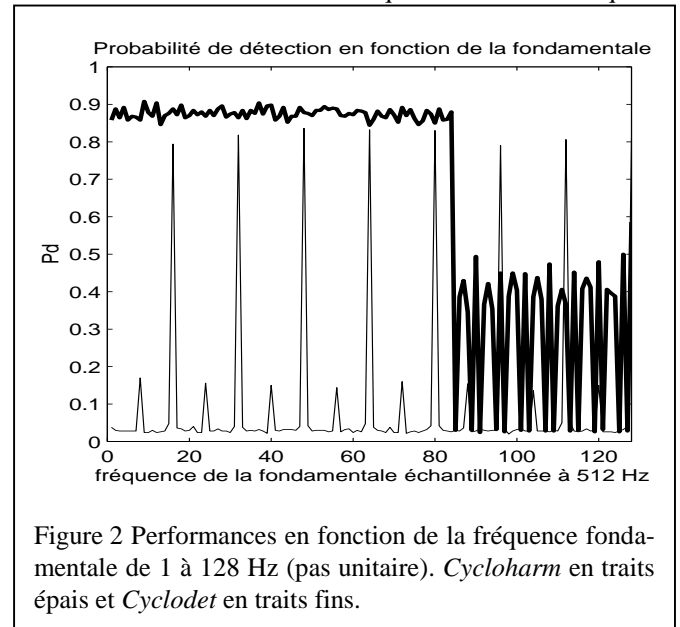 Probabilité de détection en fonction de la fondamentale
1
0.9
0.8
0.7
0.6
0.5
0.4
0.3
0.2
0.1
0
Pd
0 20 40 60 80 100 120
fréquence de la fondamentale échantillonnée à 512 Hz
Figure 2 Performances en fonction de la fréquence fonda-
mentale de 1 à 128 Hz (pas unitaire). Cycloharm en traits
épais et Cyclodet en traits fins.